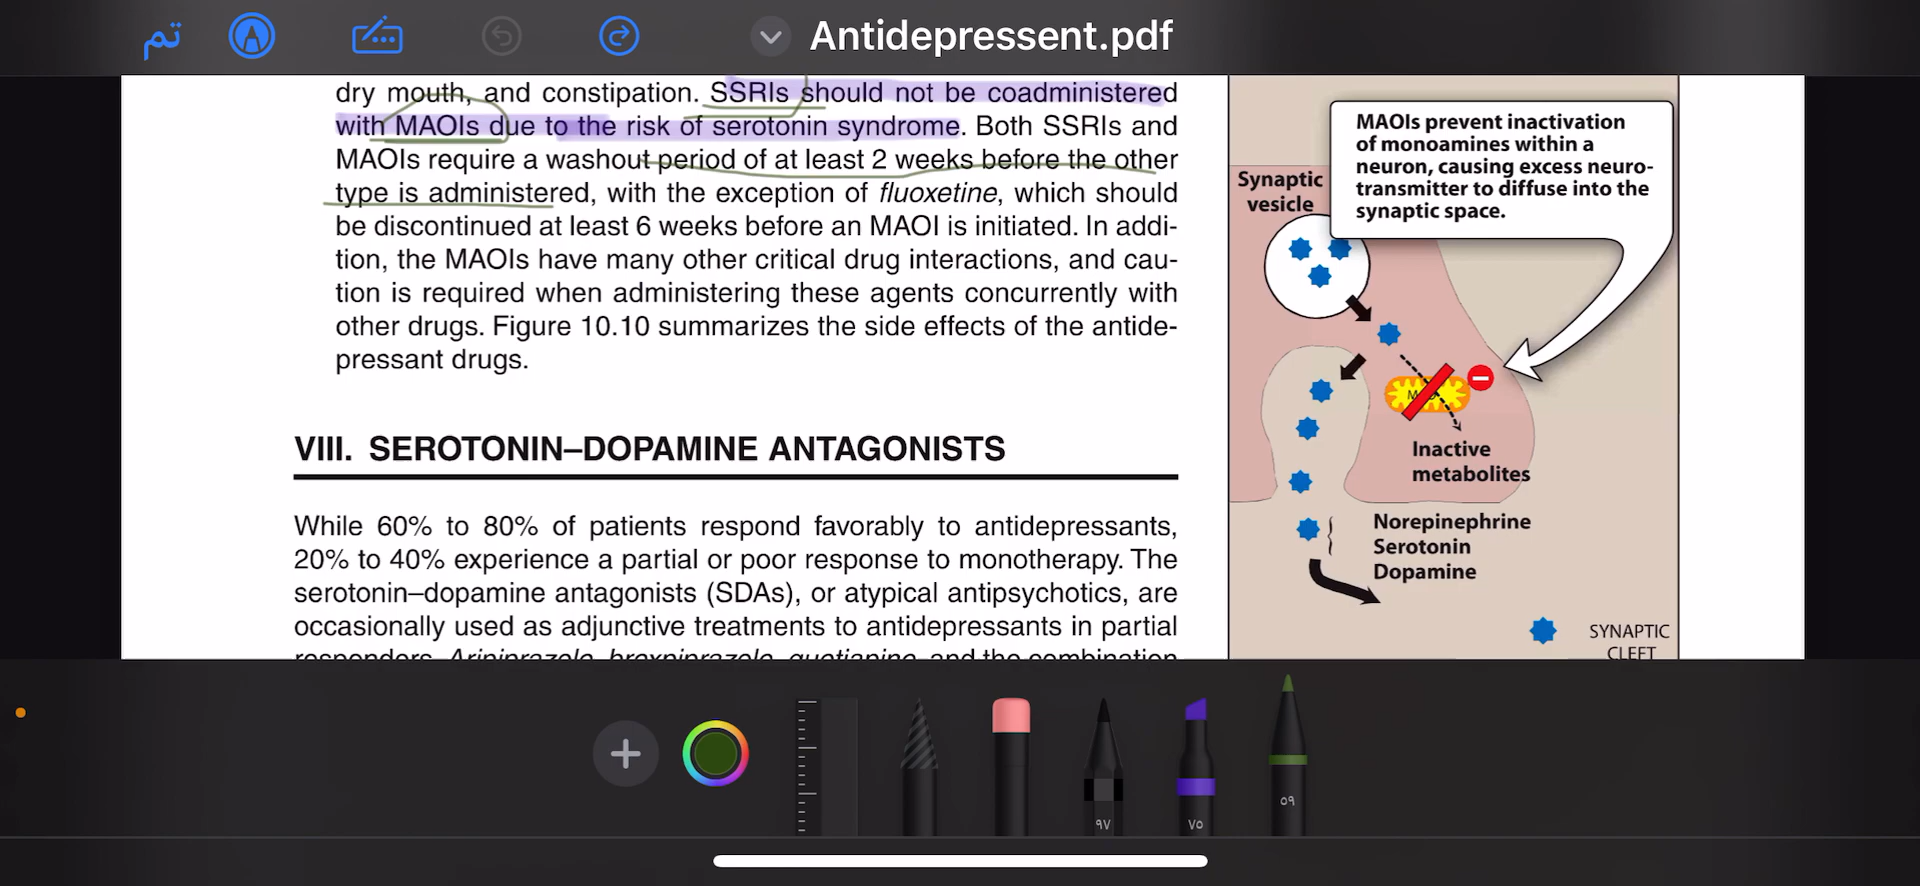 تم
Antidepressent.pdf
dry mouth, and constipation. SSRIs should not be coadministered
with MAOIs due to the risk of serotonin syndrome. Both SSRIs and
MAOIs require a washout period of at least 2 weeks before the other
type is administered, with the exception of fluoxetine, which should
be discontinued at least 6 weeks before an MAOI is initiated. In addi-
tion, the MAOIs have many other critical drug interactions, and cau-
tion is required when administering these agents concurrently with
other drugs. Figure 10.10 summarizes the side effects of the antide-
pressant drugs.
VIII. SEROTONIN–DOPAMINE ANTAGONISTS
While 60% to 80% of patients respond favorably to antidepressants,
20% to 40% experience a partial or poor response to monotherapy. The
serotonin–dopamine antagonists (SDAs), or atypical antipsychotics, are
occasionally used as adjunctive treatments to antidepressants in partial
responders. Aripiprazole, brexpiprazole, quetiapine, and the combination
MAOIs prevent inactivation
of monoamines within a
neuron, causing excess neuro-
transmitter to diffuse into the
synaptic space.
Synaptic
vesicle
Inactive
metabolites
Norepinephrine
Serotonin
Dopamine
SYNAPTIC
CLEFT
٩٧
٧٥
٥٩